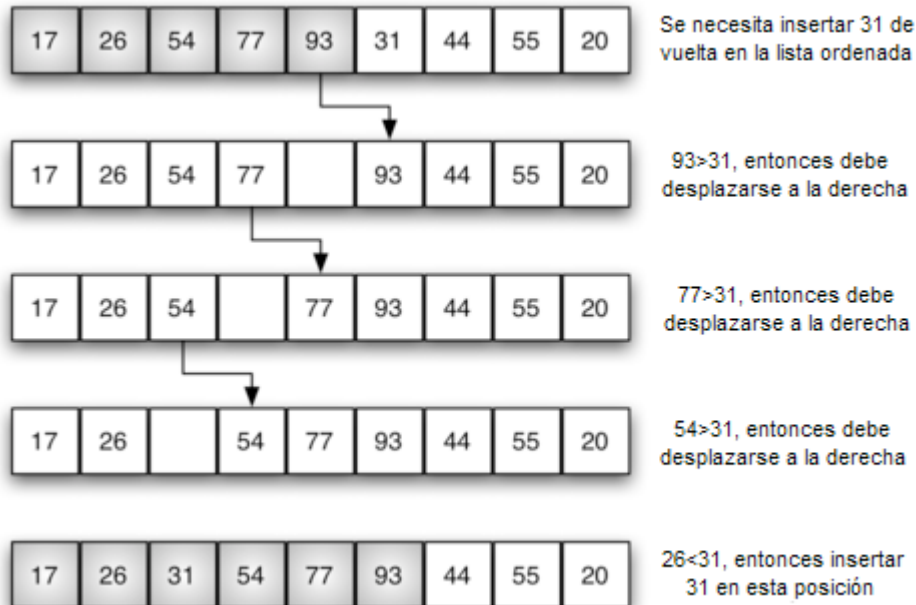 17 26 54 77 93 31 44 55 20
Se necesita insertar 31 de
vuelta en la lista ordenada
17 26 54 77 93 44 55 20
93>31, entonces debe
desplazarse a la derecha
17 26 54 77 93 44 55 20
77>31, entonces debe
desplazarse a la derecha
17 26 54 77 93 44 55 20
54>31, entonces debe
desplazarse a la derecha
17 26 31 54 77 93 44 55 20
26<31, entonces insertar
31 en esta posición